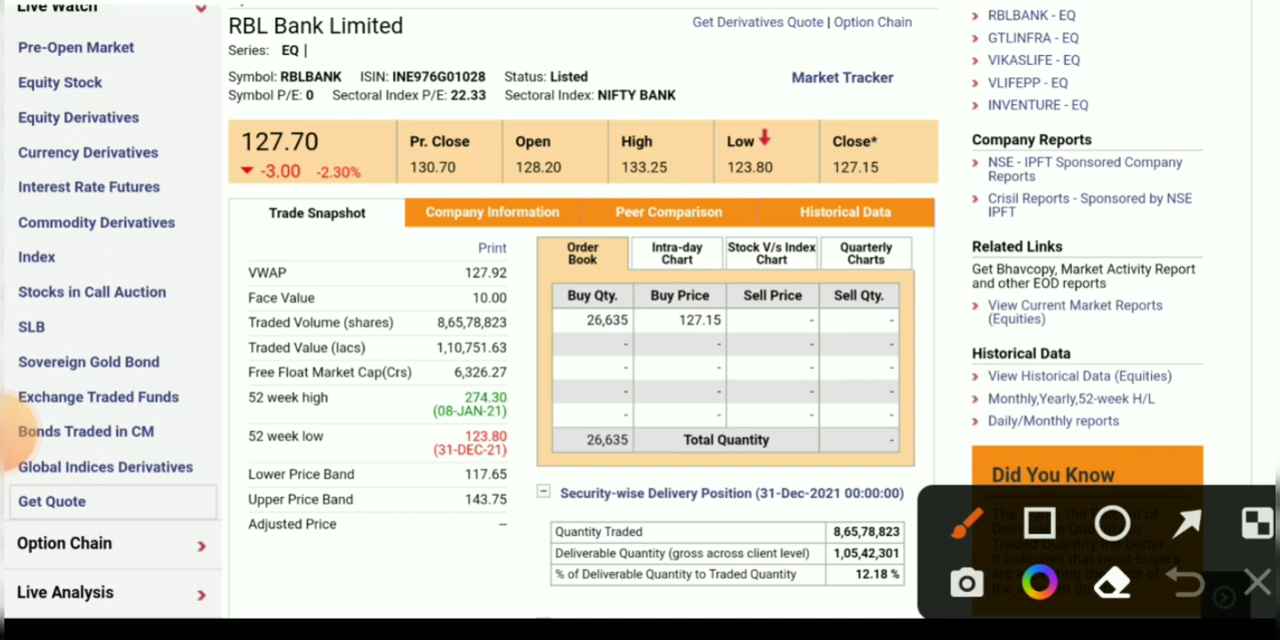 Live Watch
Pre-Open Market
Equity Stock
Equity Derivatives
Currency Derivatives
Interest Rate Futures
Commodity Derivatives
Index
Stocks in Call Auction
SLB
Sovereign Gold Bond
Exchange Traded Funds
Bonds Traded in CM
Global Indices Derivatives
Get Quote
Option Chain
Live Analysis
RBL Bank Limited
Get Derivatives Quote | Option Chain
Series: EQ |
Symbol: RBLBANK ISIN: INE976G01028 Status: Listed
Market Tracker
Symbol P/E: 0 Sectoral Index P/E: 22.33 Sectoral Index: NIFTY BANK
127.70 Pr. Close Open High Low Close*
-3.00 -2.30% 130.70 128.20 133.25 123.80 127.15
Trade Snapshot Company Information Peer Comparison Historical Data
Print
VWAP 127.92
Face Value 10.00
Traded Volume (shares) 8,65,78,823
Traded Value (lacs) 1,10,751.63
Free Float Market Cap(Crs) 6,326.27
52 week high 274.30
(08-JAN-21)
52 week low 123.80
(31-DEC-21)
Lower Price Band 117.65
Upper Price Band 143.75
Adjusted Price --
Order Intra-day Stock V/s Index Quarterly
Book Chart Chart Charts
Buy Qty. Buy Price Sell Price Sell Qty.
26,635 127.15 - -
- - - -
- - - -
- - - -
- - - -
26,635 Total Quantity -
Security-wise Delivery Position (31-Dec-2021 00:00:00)
Quantity Traded 8,65,78,823
Deliverable Quantity (gross across client level) 1,05,42,301
% of Deliverable Quantity to Traded Quantity 12.18 %
RBLBANK - EQ
GTLINFRA - EQ
VIKASLIFE - EQ
VLIFEPP - EQ
INVENTURE - EQ
Company Reports
NSE - IPFT Sponsored Company
Reports
Crisil Reports - Sponsored by NSE
IPFT
Related Links
Get Bhavcopy, Market Activity Report
and other EOD reports
View Current Market Reports
(Equities)
Historical Data
View Historical Data (Equities)
Monthly,Yearly,52-week H/L
Daily/Monthly reports
Did You Know